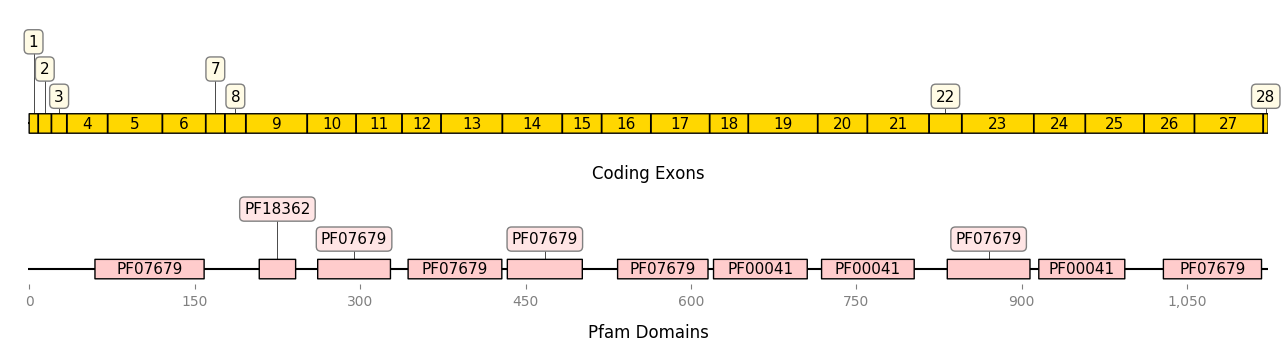 1
2 7
3 8 22 28
4 5 6 9 10 11 12 13 14 15 16 17 18 19 20 21 23 24 25 26 27
Coding Exons
PF18362
PF07679 PF07679 PF07679
PF07679 PF07679 PF07679 PF00041 PF00041 PF00041 PF07679
0 150 300 450 600 750 900 1,050
Pfam Domains